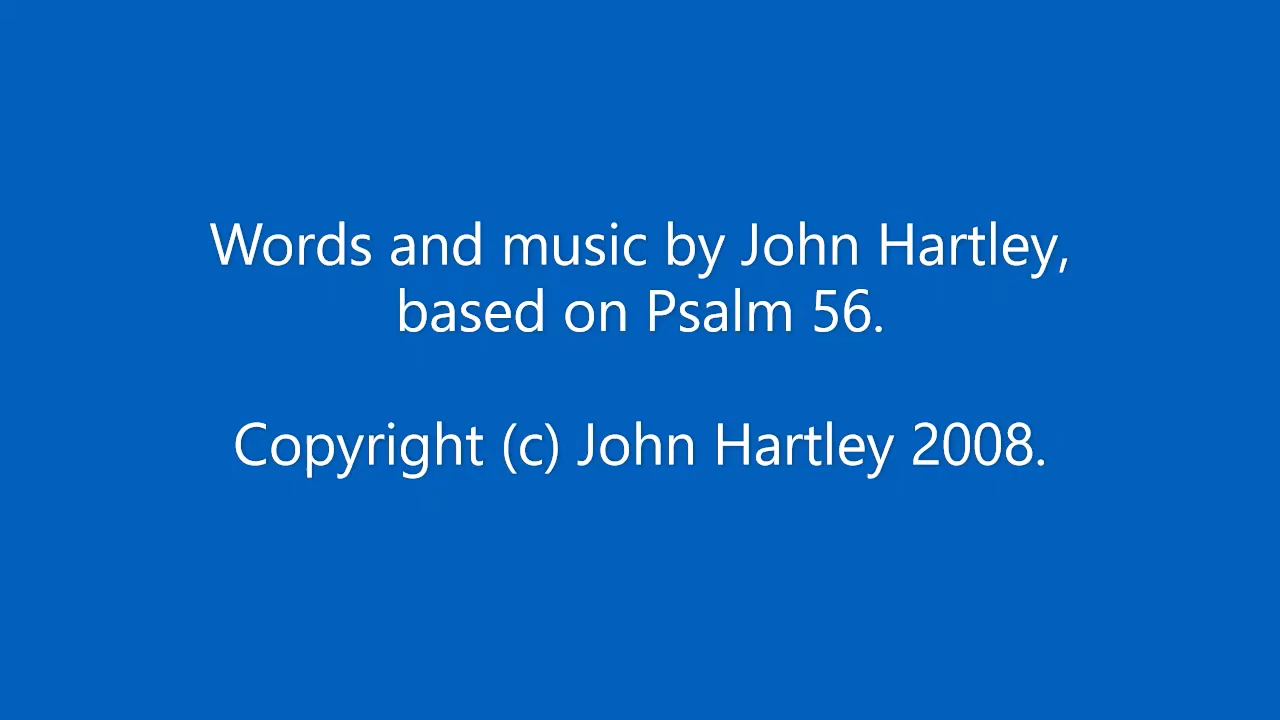 Words and music by John Hartley,
based on Psalm 56.
Copyright (c) John Hartley 2008.